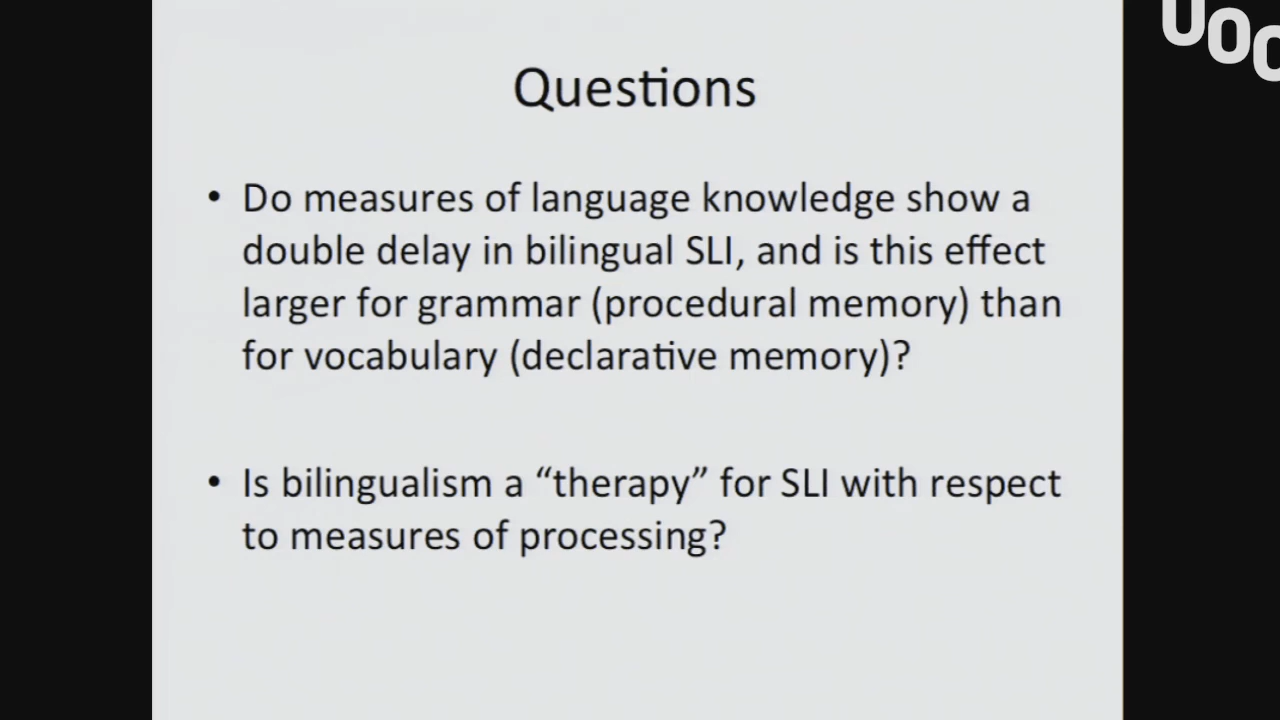 UOC
Questions
• Do measures of language knowledge show a
double delay in bilingual SLI, and is this effect
larger for grammar (procedural memory) than
for vocabulary (declarative memory)?
• Is bilingualism a “therapy” for SLI with respect
to measures of processing?